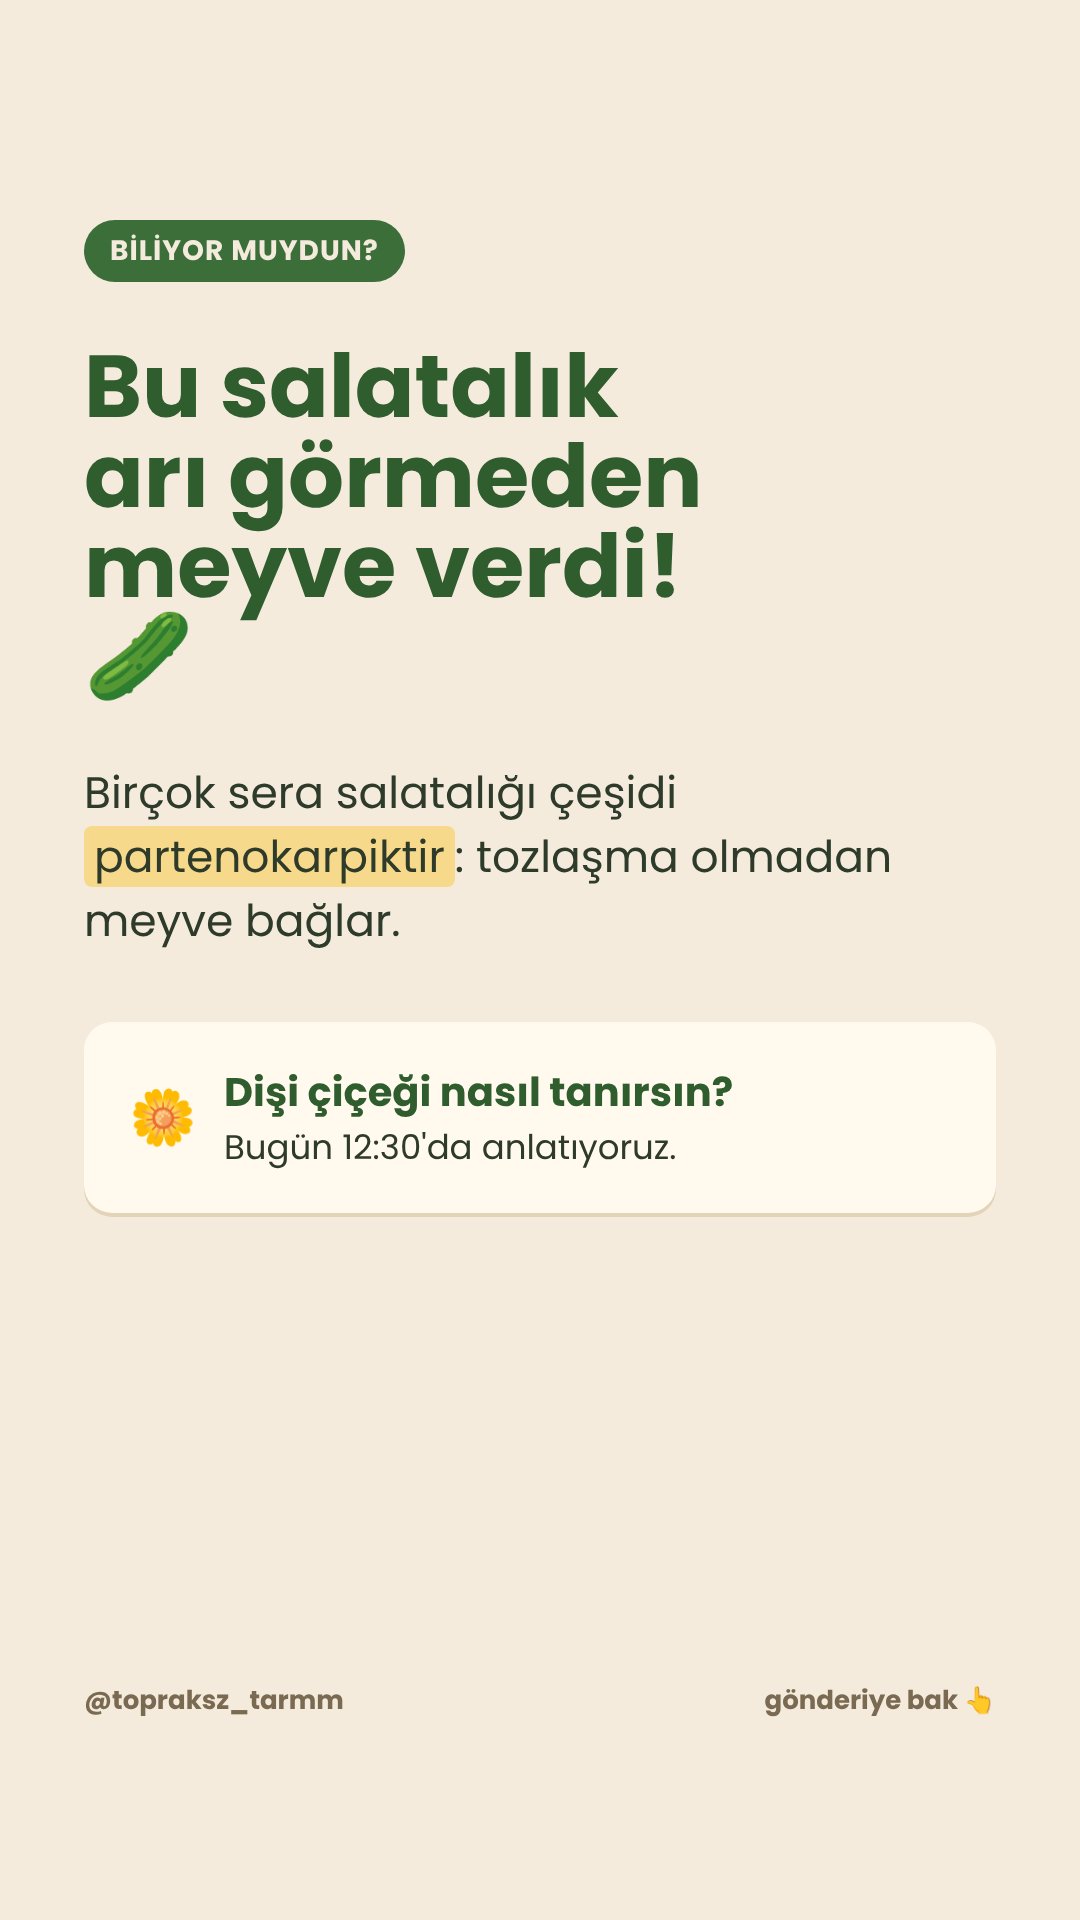 BİLİYOR MUYDUN?
Bu salatalık
arı görmeden
meyve verdi!
🥒
Birçok sera salatalığı çeşidi
partenokarpiktir: tozlaşma olmadan
meyve bağlar.
🌼 Dişi çiçeği nasıl tanırsın?
Bugün 12:30'da anlatıyoruz.
@topraksz_tarmm
gönderiye bak 👆